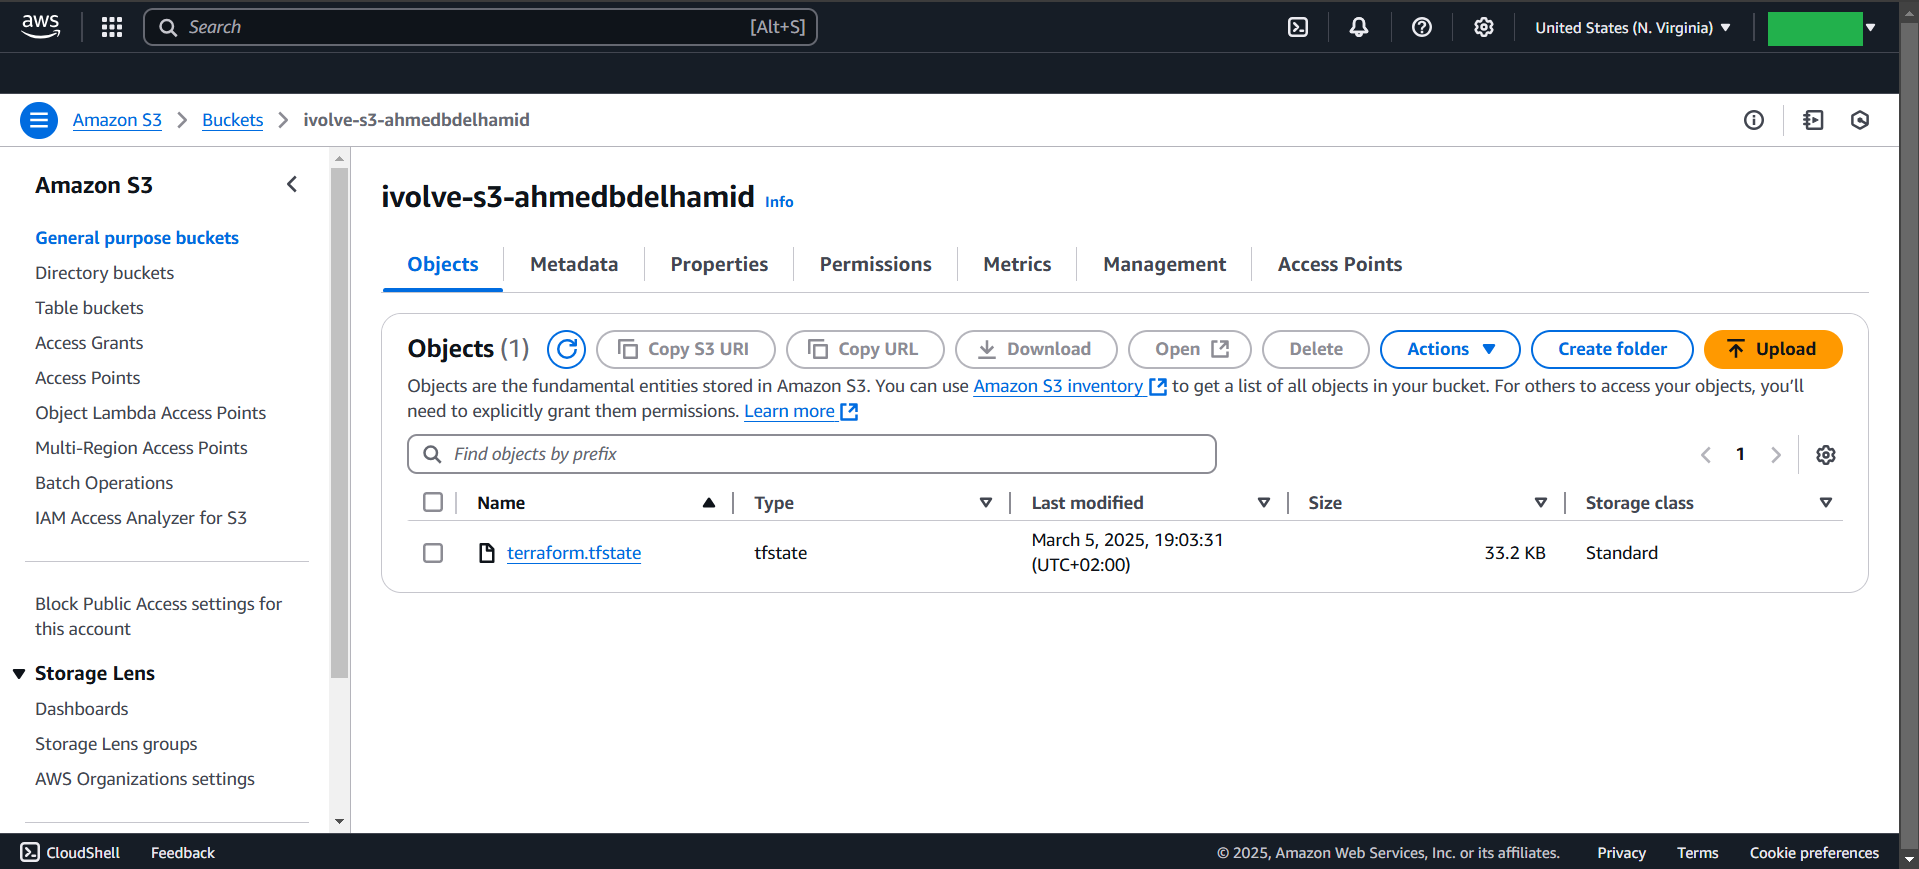 aws
Search [Alt+S]
United States (N. Virginia)
Amazon S3 Buckets ivolve-s3-ahmedbdelhamid
Amazon S3
General purpose buckets
Directory buckets
Table buckets
Access Grants
Access Points
Object Lambda Access Points
Multi-Region Access Points
Batch Operations
IAM Access Analyzer for S3
Block Public Access settings for
this account
Storage Lens
Dashboards
Storage Lens groups
AWS Organizations settings
ivolve-s3-ahmedbdelhamid Info
Objects Metadata Properties Permissions Metrics Management Access Points
Objects (1) Copy S3 URI Copy URL Download Open Delete Actions Create folder Upload
Objects are the fundamental entities stored in Amazon S3. You can use Amazon S3 inventory to get a list of all objects in your bucket. For others to access your objects, you'll
need to explicitly grant them permissions. Learn more
Find objects by prefix 1
Name Type Last modified Size Storage class
terraform.tfstate tfstate March 5, 2025, 19:03:31 33.2 KB Standard
(UTC+02:00)
CloudShell Feedback © 2025, Amazon Web Services, Inc. or its affiliates. Privacy Terms Cookie preferences